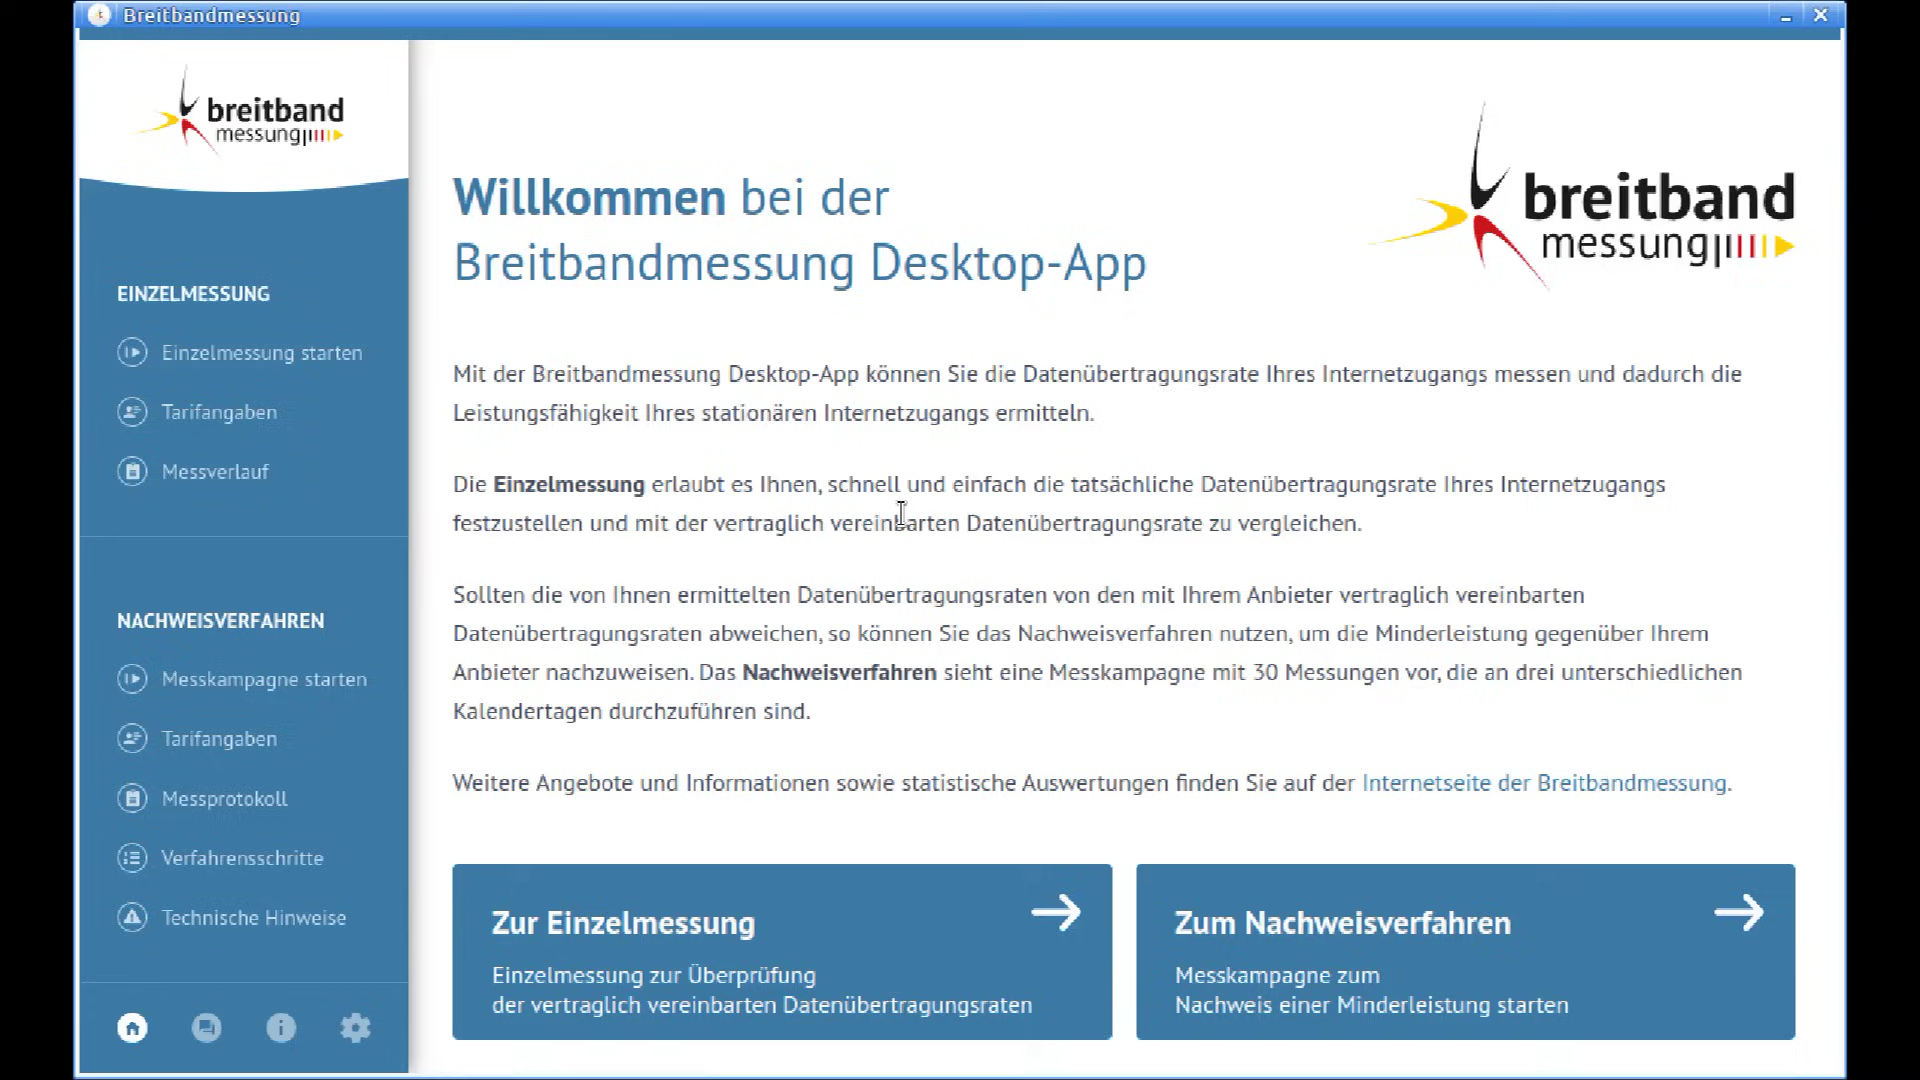 Breitbandmessung
breitband
messung
EINZELMESSUNG
Einzelmessung starten
Tarifangaben
Messverlauf
NACHWEISVERFAHREN
Messkampagne starten
Tarifangaben
Messprotokoll
Verfahrensschritte
Technische Hinweise
Willkommen bei der
Breitbandmessung Desktop-App
breitband
messung
Mit der Breitbandmessung Desktop-App können Sie die Datenübertragungsrate Ihres Internetzugangs messen und dadurch die
Leistungsfähigkeit Ihres stationären Internetzugangs ermitteln.
Die Einzelmessung erlaubt es Ihnen, schnell und einfach die tatsächliche Datenübertragungsrate Ihres Internetzugangs
festzustellen und mit der vertraglich vereinbarten Datenübertragungsrate zu vergleichen.
Sollten die von Ihnen ermittelten Datenübertragungsraten von den mit Ihrem Anbieter vertraglich vereinbarten
Datenübertragungsraten abweichen, so können Sie das Nachweisverfahren nutzen, um die Minderleistung gegenüber Ihrem
Anbieter nachzuweisen. Das Nachweisverfahren sieht eine Messkampagne mit 30 Messungen vor, die an drei unterschiedlichen
Kalendertagen durchzuführen sind.
Weitere Angebote und Informationen sowie statistische Auswertungen finden Sie auf der Internetseite der Breitbandmessung.
Zur Einzelmessung
Einzelmessung zur Überprüfung
der vertraglich vereinbarten Datenübertragungsraten
Zum Nachweisverfahren
Messkampagne zum
Nachweis einer Minderleistung starten